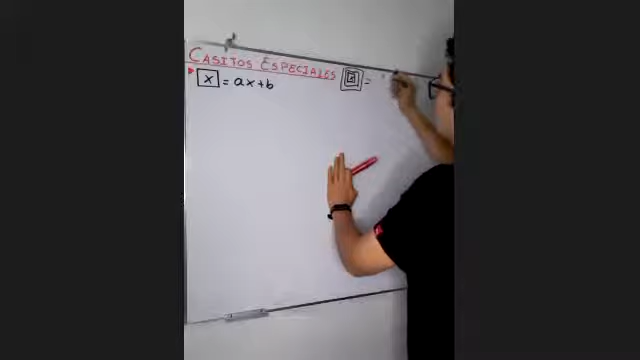 CASITOS ESPECIALES
x = ax+b
=